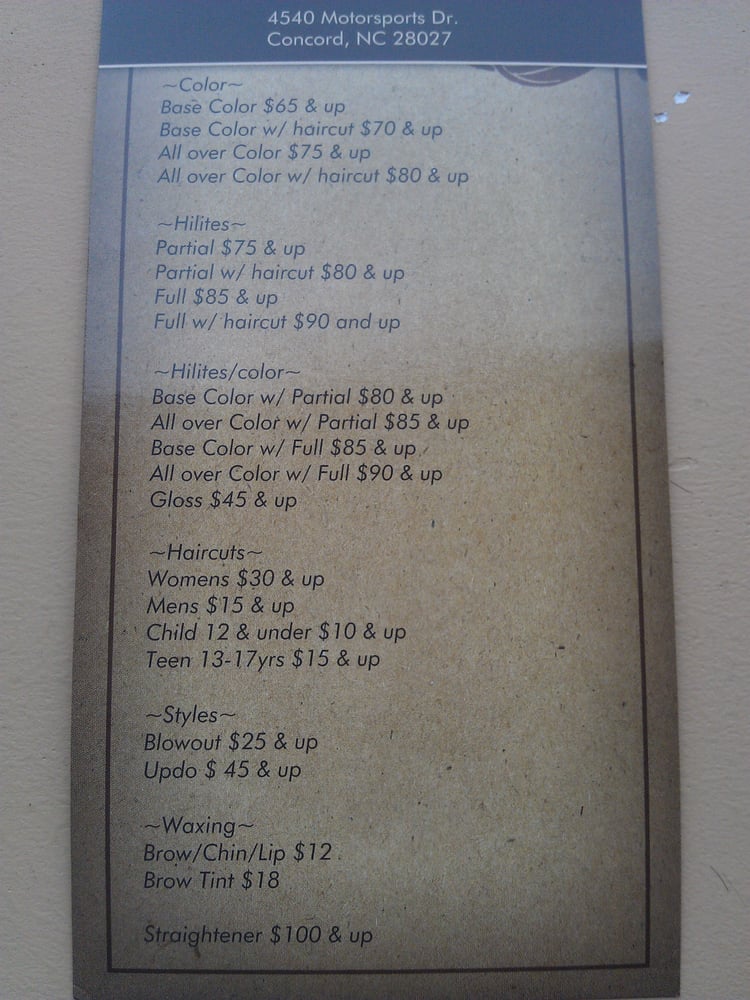 4540 Motorsports Dr.
Concord, NC 28027
~Color~
Base Color $65 & up
Base Color w/ haircut $70 & up
All over Color $75 & up
All over Color w/ haircut $80 & up
~Hilites~
Partial $75 & up
Partial w/ haircut $80 & up
Full $85 & up
Full w/ haircut $90 and up
~Hilites/color~
Base Color w/ Partial $80 & up
All over Color w/ Partial $85 & up
Base Color w/ Full $85 & up
All over Color w/ Full $90 & up
Gloss $45 & up
~Haircuts~
Womens $30 & up
Mens $15 & up
Child 12 & under $10 & up
Teen 13-17yrs $15 & up
~Styles~
Blowout $25 & up
Updo $ 45 & up
~Waxing~
Brow/Chin/Lip $12
Brow Tint $18
Straightener $100 & up